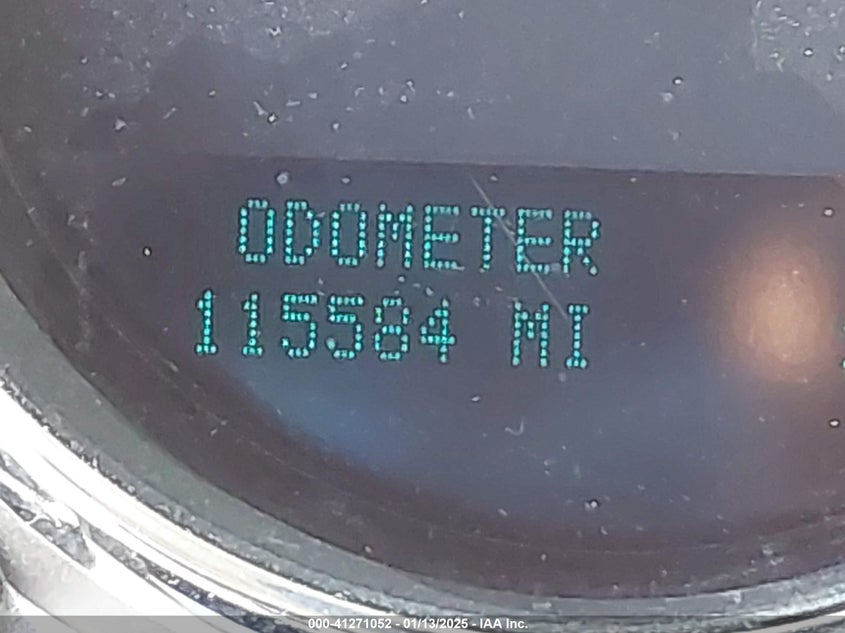 ODOMETER
115584 MI
000-41271052 - 01/13/2025 - IAA Inc.